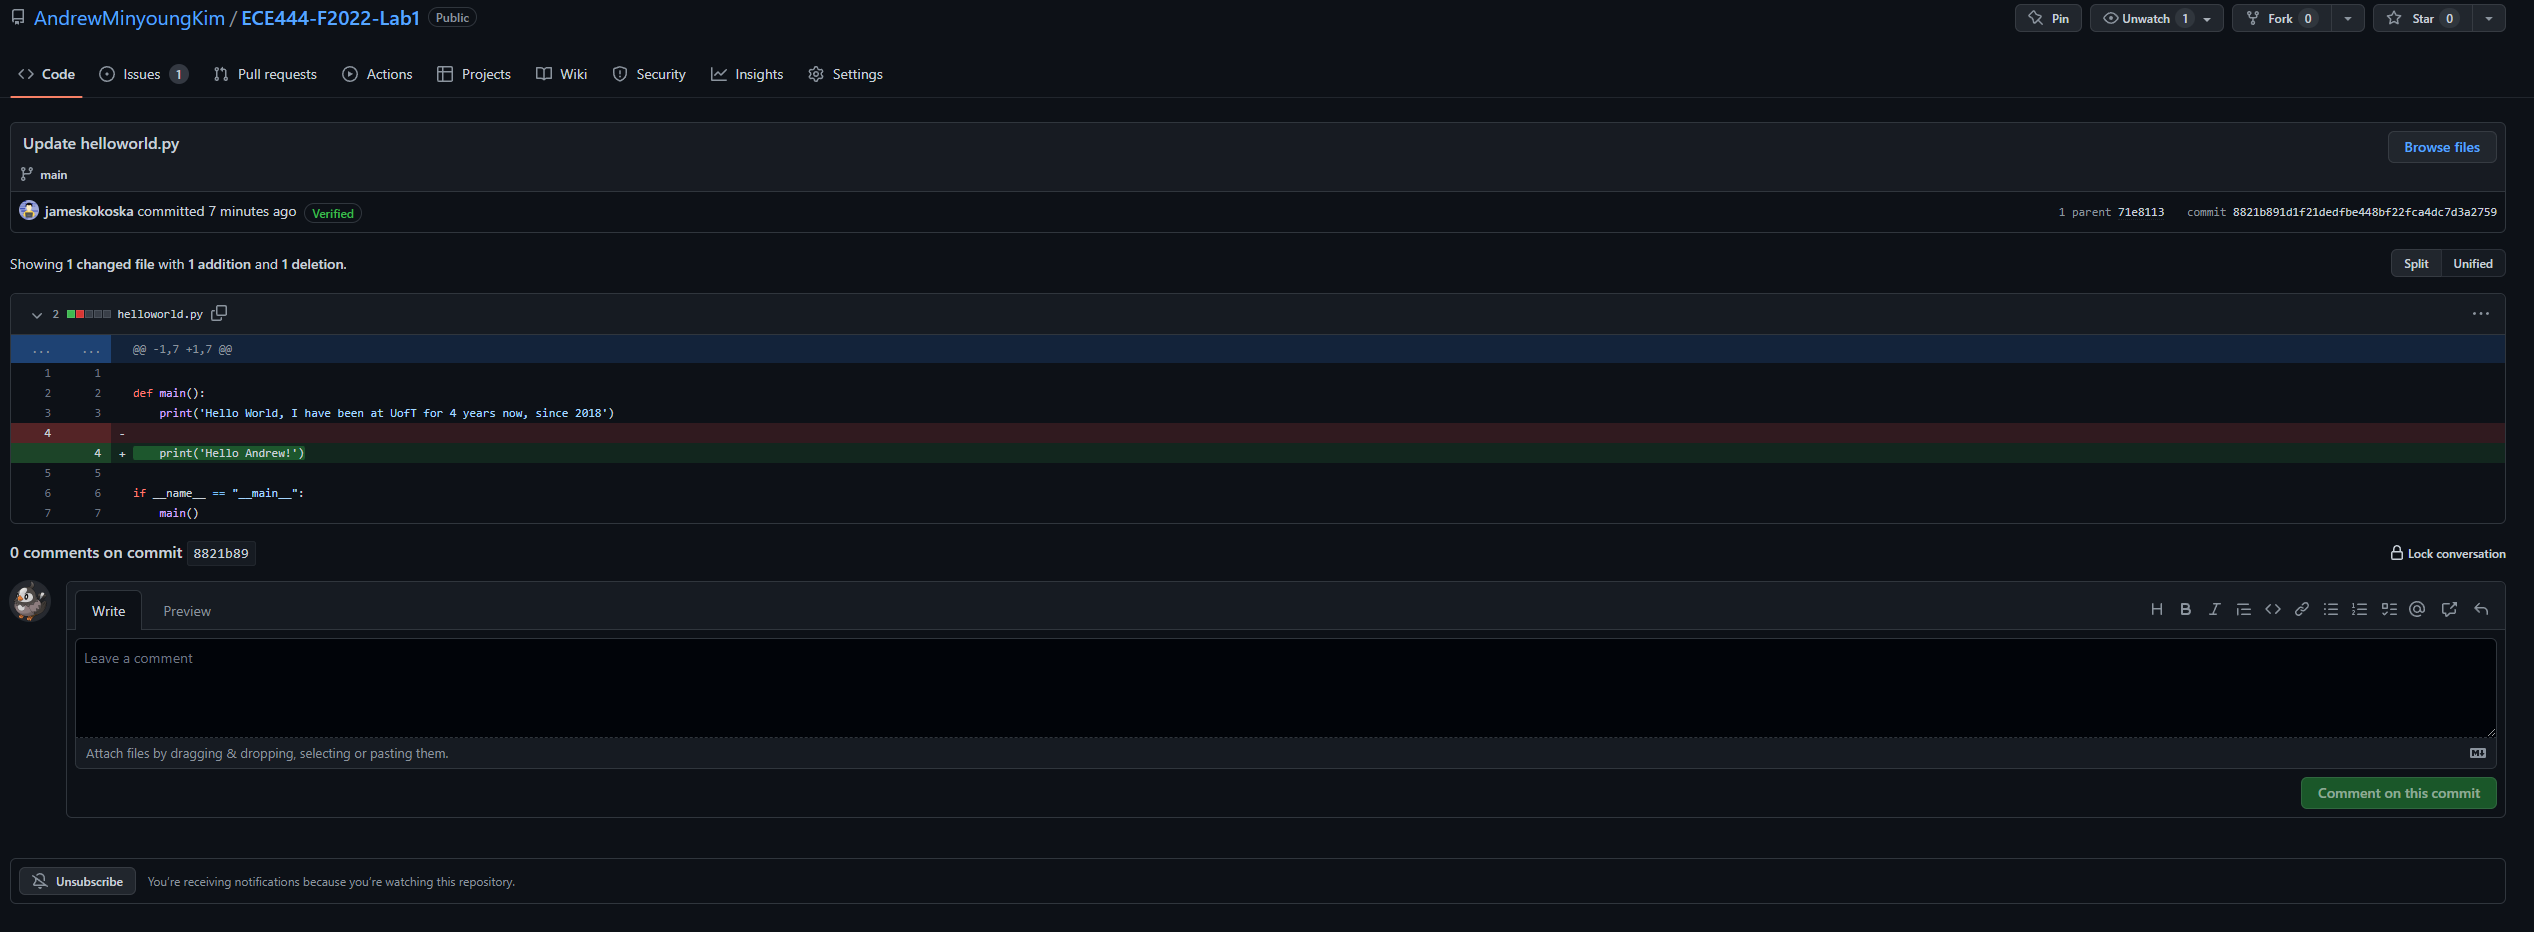 AndrewMinyoungKim / ECE444-F2022-Lab1 Public Pin Unwatch 1 Fork 0 Star 0
Code Issues 1 Pull requests Actions Projects Wiki Security Insights Settings
Update helloworld.py Browse files
main
jameskokoska committed 7 minutes ago Verified 1 parent 71e8113 commit 8821b891d1f21dedfbe448bf22fca4dc7d3a2759
Showing 1 changed file with 1 addition and 1 deletion. Split Unified
2 helloworld.py ...
... ... @@ -1,7 +1,7 @@
1 1
2 2 def main():
3 3 print('Hello World, I have been at UofT for 4 years now, since 2018')
4 -
4 + print('Hello Andrew!')
5 5
6 6 if __name__ == "__main__":
7 7 main()
0 comments on commit 8821b89 Lock conversation
Write Preview
Leave a comment
Attach files by dragging & dropping, selecting or pasting them.
Comment on this commit
Unsubscribe You're receiving notifications because you're watching this repository.